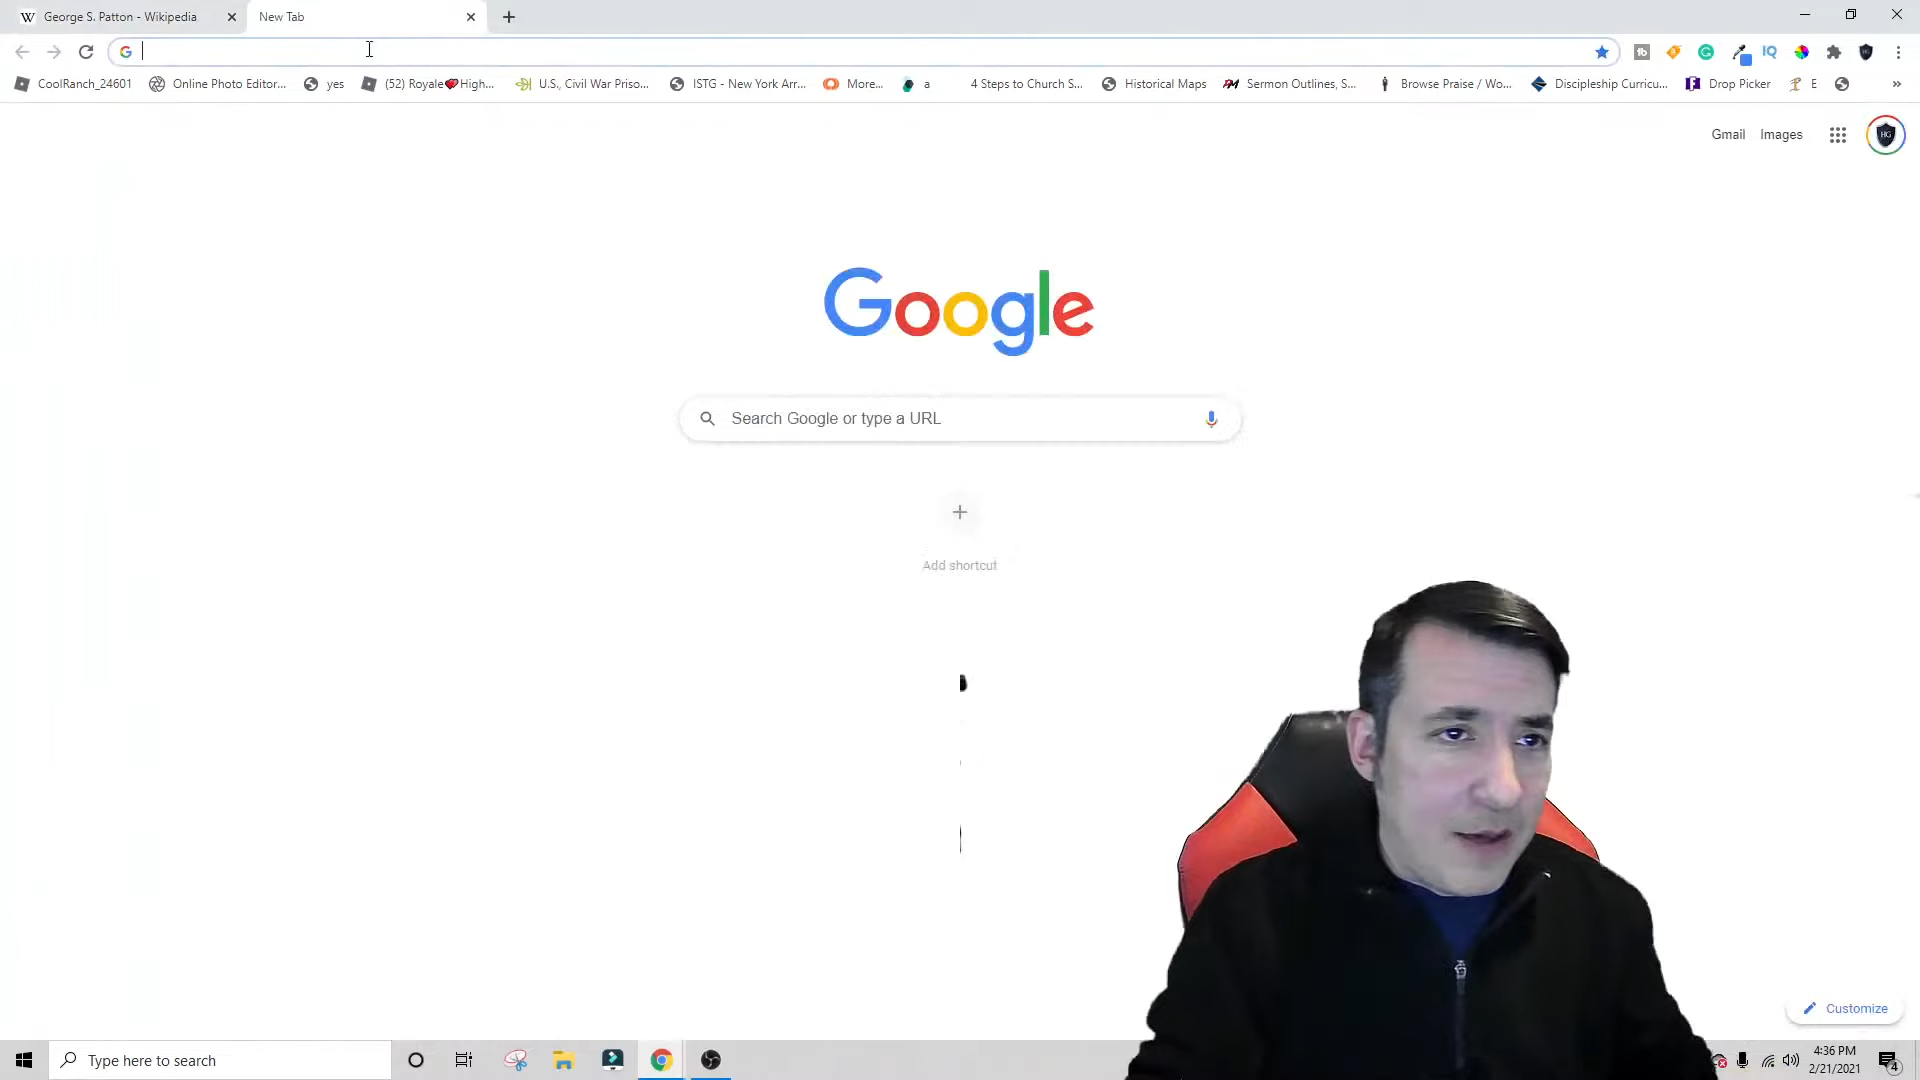 George S. Patton - Wikipedia
New Tab
CoolRanch_24601
Online Photo Editor...
yes
(52) Royale❤High...
U.S., Civil War Priso...
ISTG - New York Arr...
More...
a
4 Steps to Church S...
Historical Maps
Sermon Outlines, S...
Browse Praise / Wo...
Discipleship Curricu...
Drop Picker
E
»
Gmail
Images
HG
Google
Search Google or type a URL
Add shortcut
Customize
Type here to search
4:36 PM
2/21/2021
4